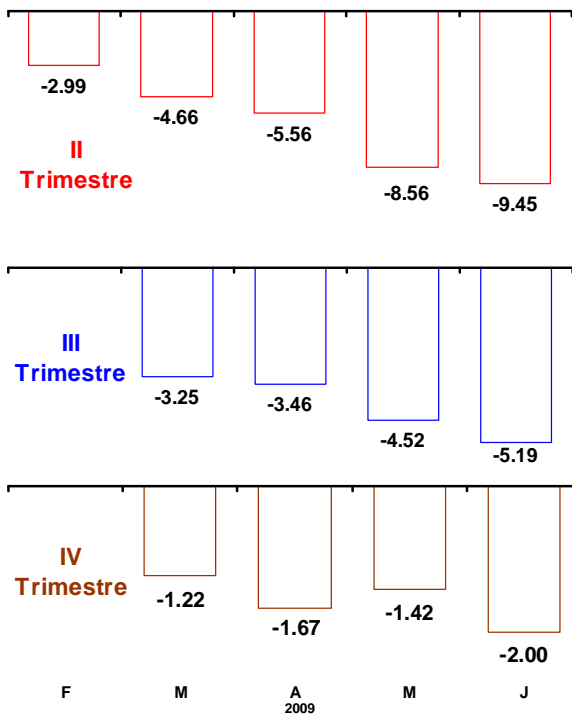 -2.99
-4.66
-5.56
-8.56
-9.45
II
Trimestre
III
Trimestre
-3.25
-3.46
-4.52
-5.19
IV
Trimestre
-1.22
-1.67
-1.42
-2.00
F M A M J
2009